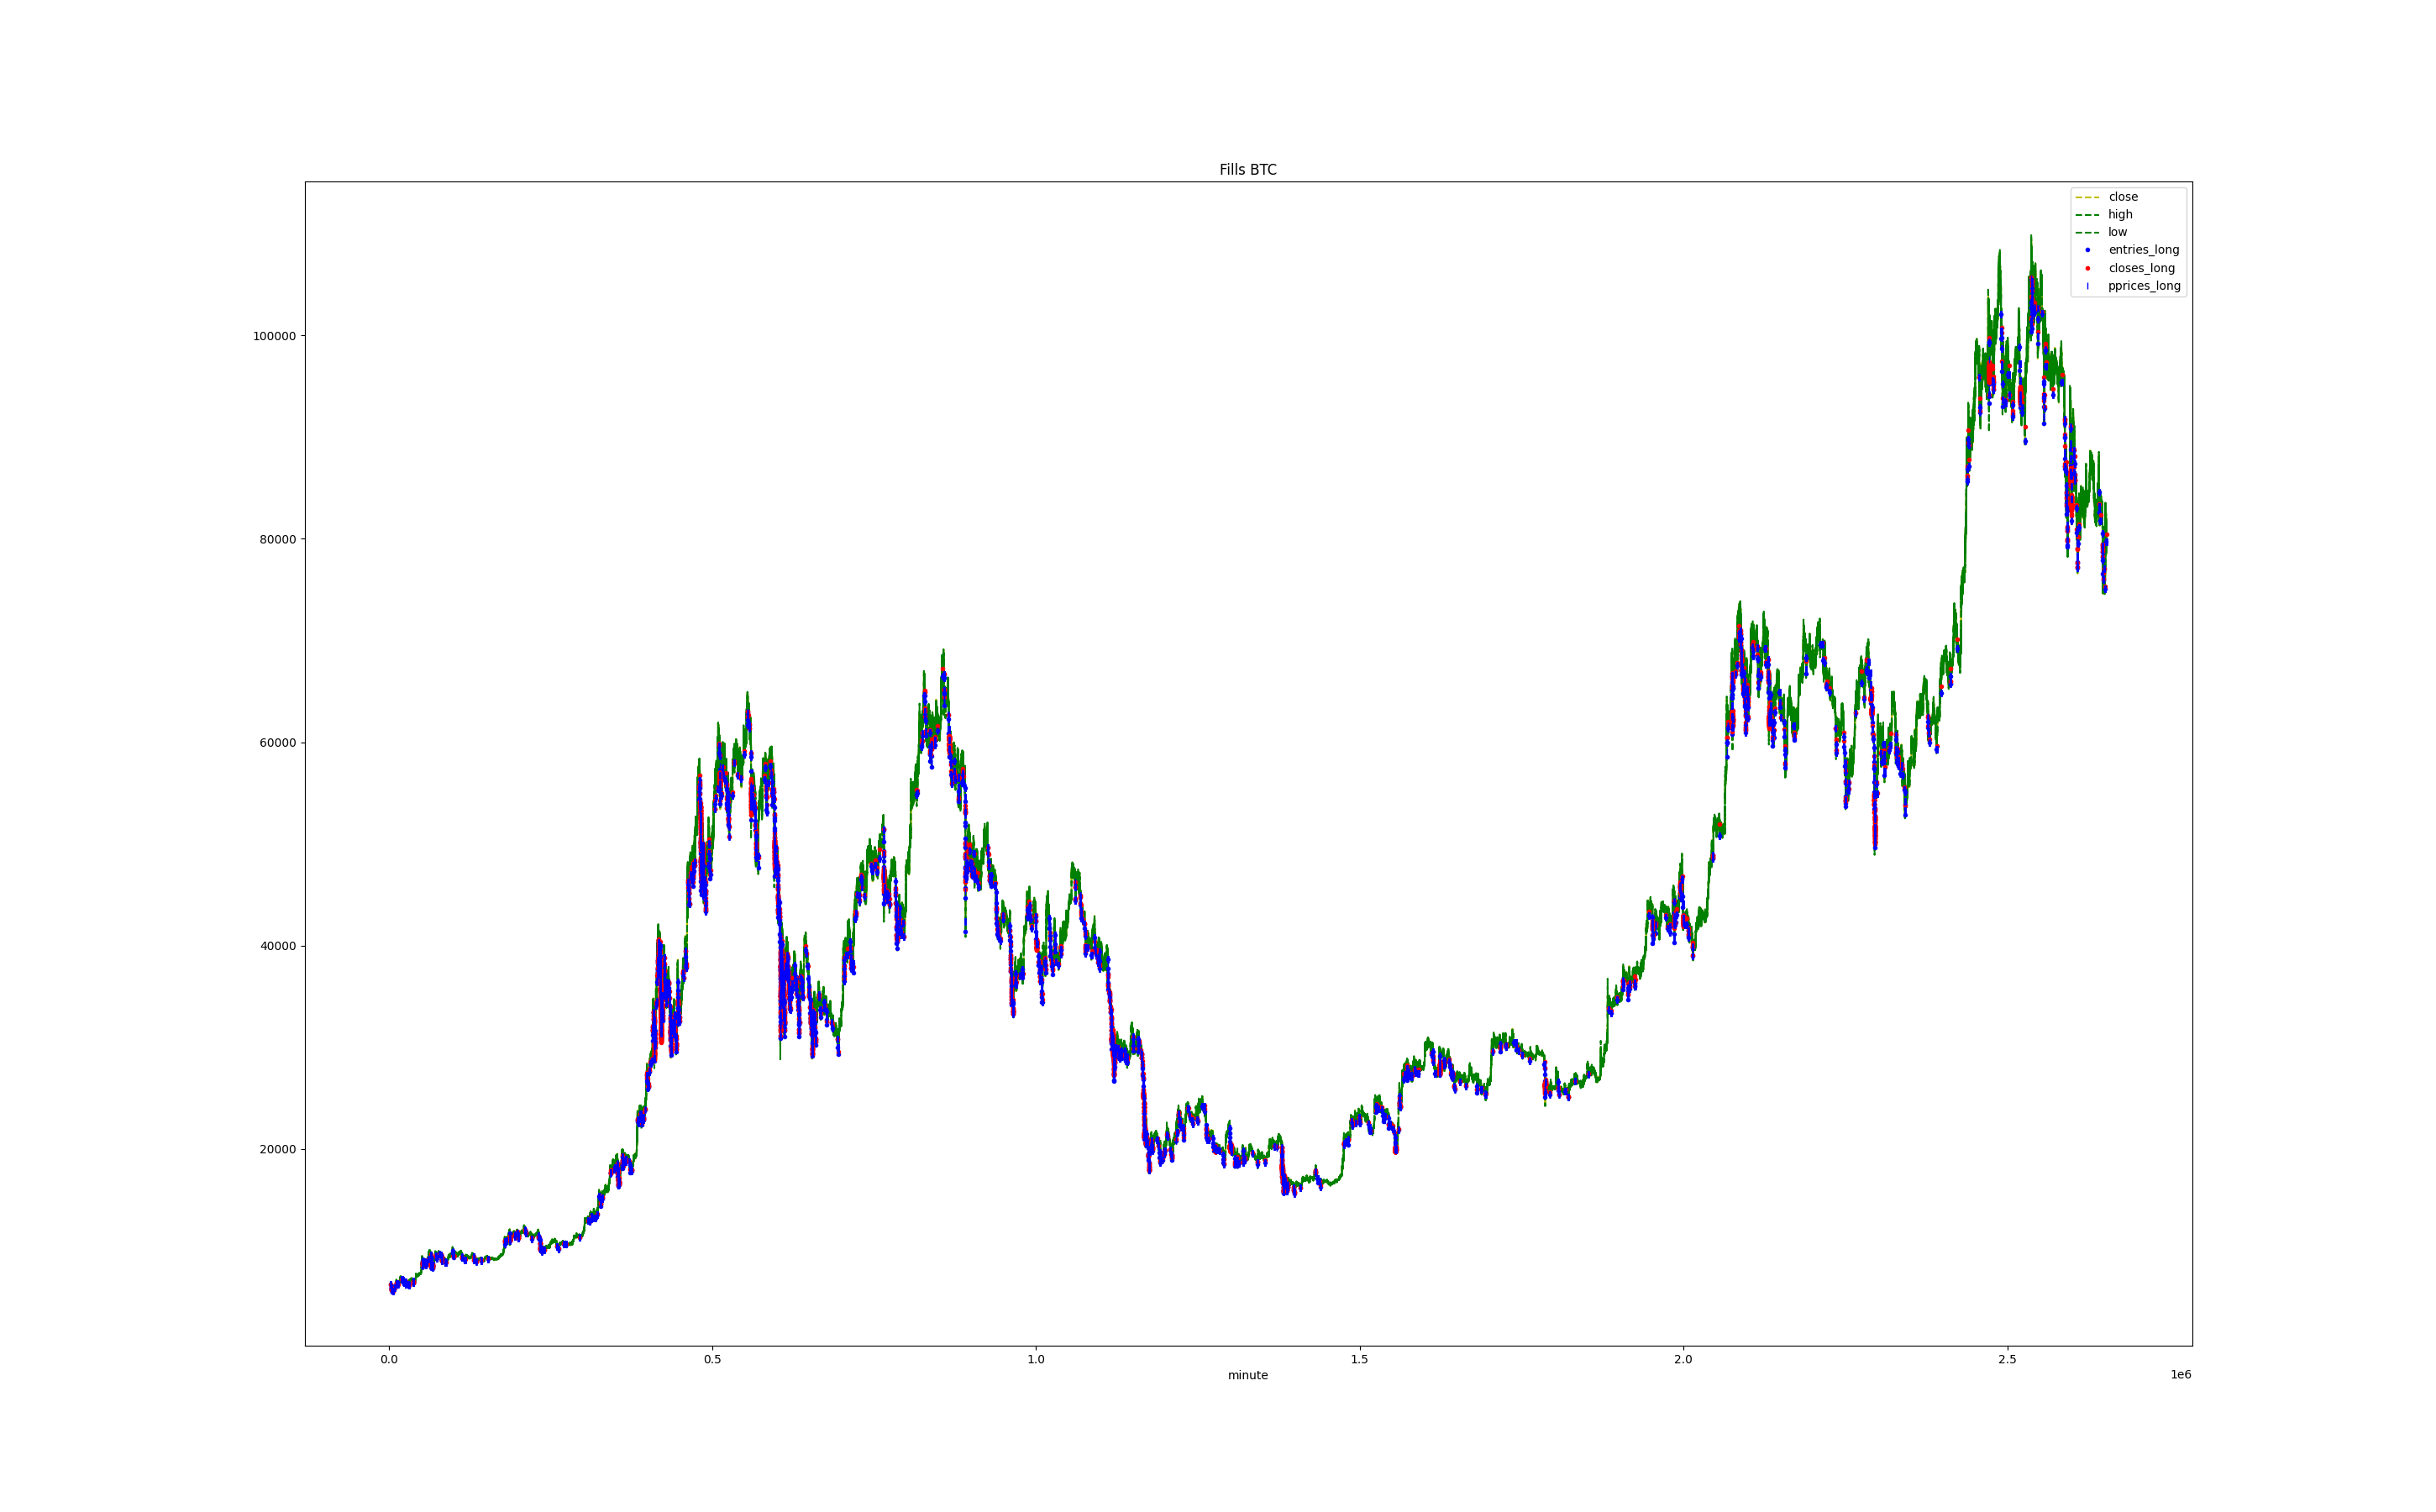 Fills BTC
close
high
low
entries_long
closes_long
pprices_long
100000
80000
60000
40000
20000
0.0 0.5 1.0 1.5 2.0 2.5
minute
1e6